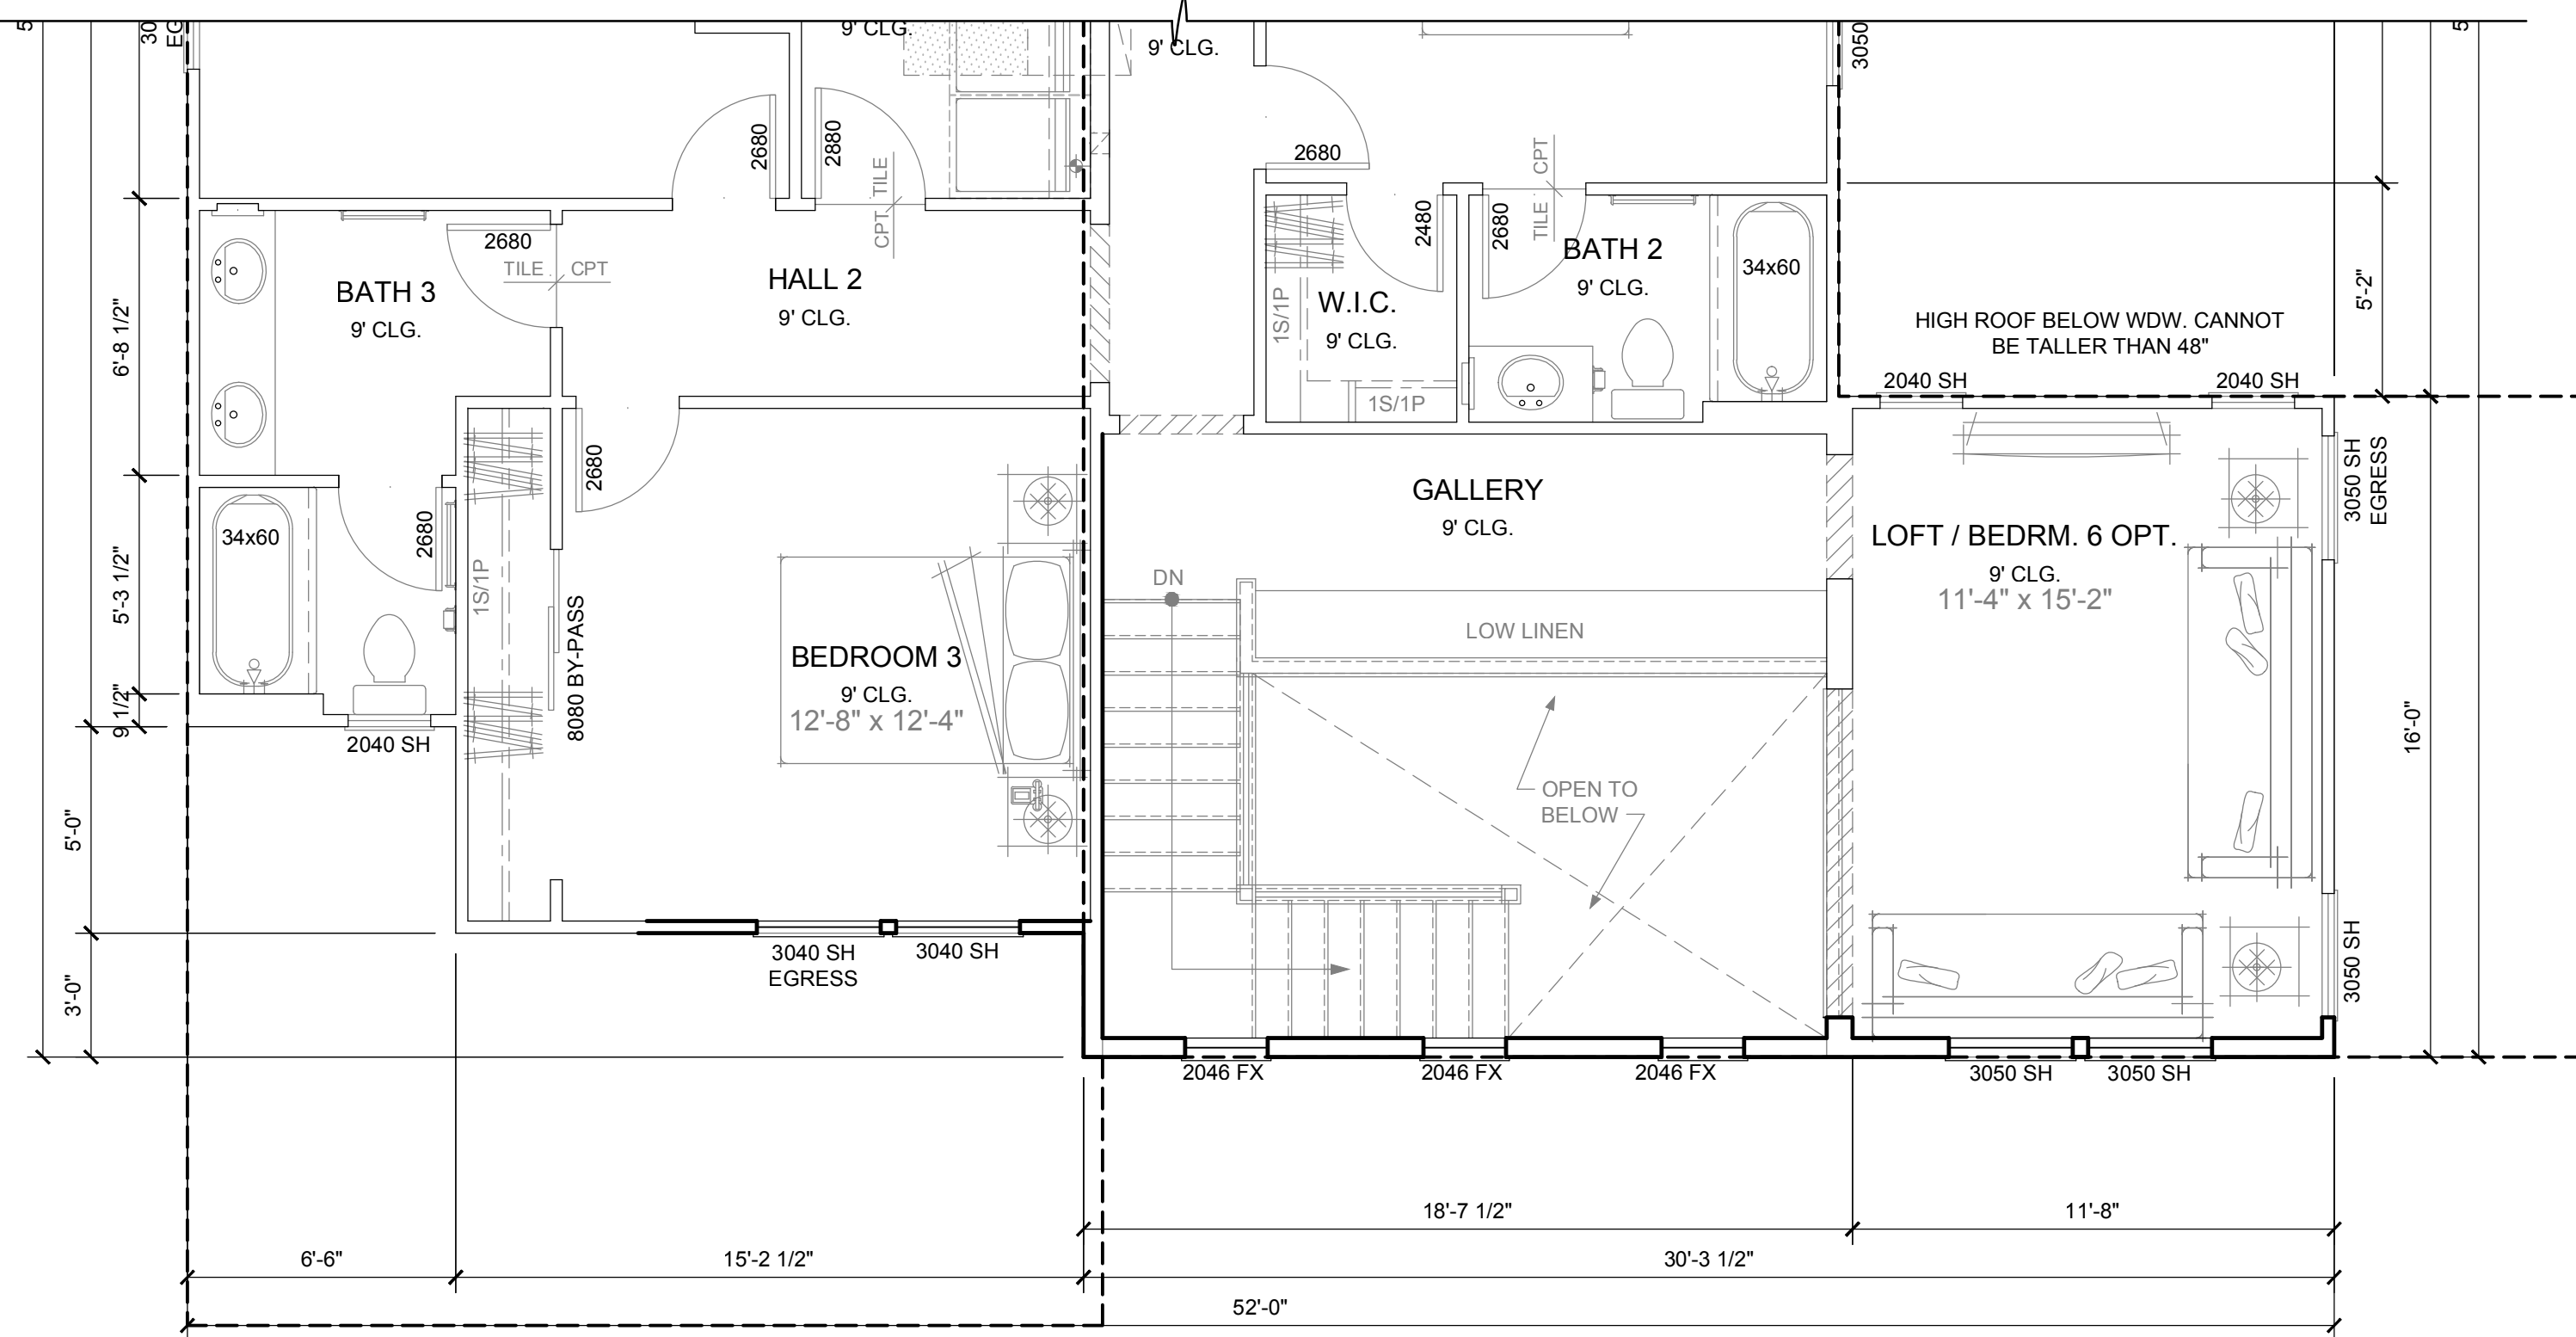 9' CLG.
9' CLG.
3050
2680
2880
2680
CPT
TILE
CPT
TILE
2680
TILE
CPT
BATH 3
9' CLG.
HALL 2
9' CLG.
1S/1P
W.I.C.
9' CLG.
2480
1S/1P
2680
TILE
CPT
BATH 2
9' CLG.
34x60
HIGH ROOF BELOW WDW. CANNOT
BE TALLER THAN 48"
2040 SH
2040 SH
5'-2"
6'-8 1/2"
5'-3 1/2"
9 1/2"
5'-0"
3'-0"
34x60
2680
2040 SH
1S/1P
2680
8080 BY-PASS
BEDROOM 3
9' CLG.
12'-8" x 12'-4"
3040 SH
EGRESS
3040 SH
GALLERY
9' CLG.
DN
LOW LINEN
OPEN TO
BELOW
LOFT / BEDRM. 6 OPT.
9' CLG.
11'-4" x 15'-2"
3050 SH
EGRESS
16'-0"
3050 SH
2046 FX
2046 FX
2046 FX
3050 SH
3050 SH
18'-7 1/2"
11'-8"
6'-6"
15'-2 1/2"
30'-3 1/2"
52'-0"